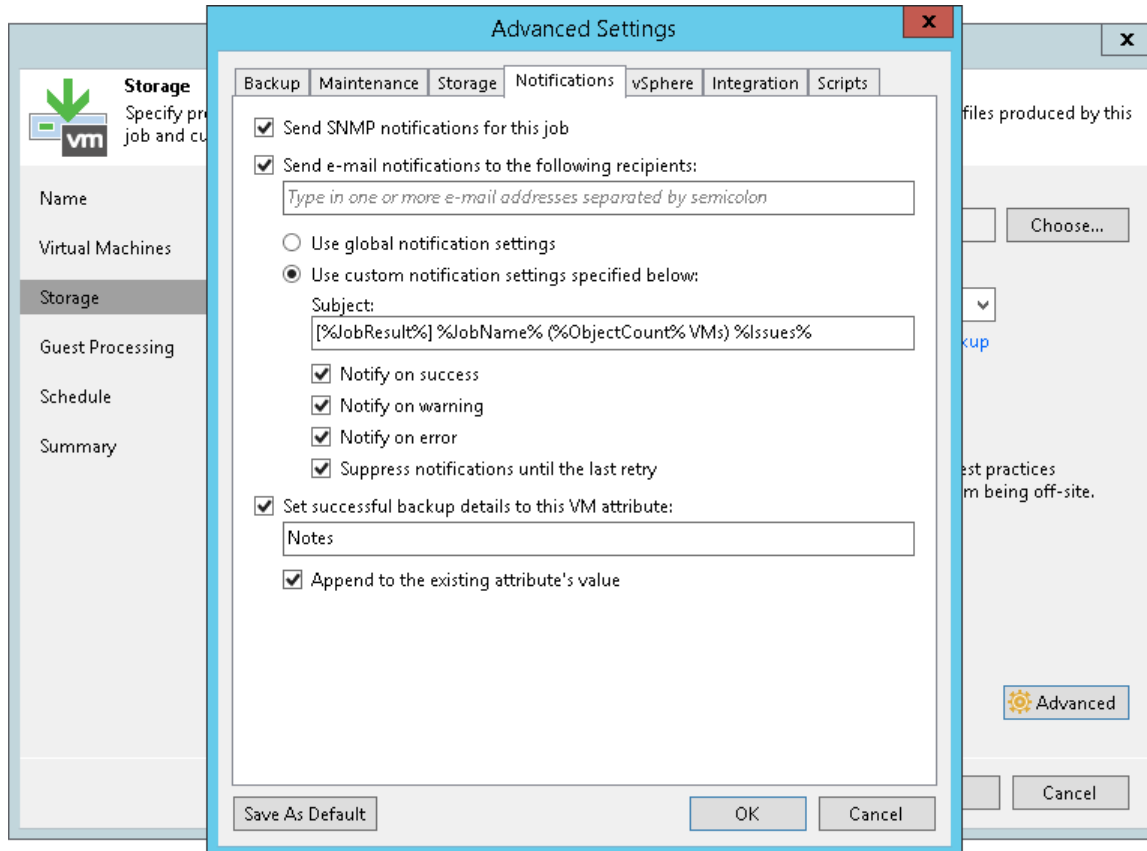 Advanced Settings
x
x
Storage
Specify pr
job and cu
files produced by this
vm
Name
Virtual Machines
Storage
Guest Processing
Schedule
Summary
Backup Maintenance Storage Notifications vSphere Integration Scripts
Send SNMP notifications for this job
Send e-mail notifications to the following recipients:
Type in one or more e-mail addresses separated by semicolon
Use global notification settings
Use custom notification settings specified below:
Subject:
[%JobResult%] %JobName% (%ObjectCount% VMs) %Issues%
Notify on success
Notify on warning
Notify on error
Suppress notifications until the last retry
Set successful backup details to this VM attribute:
Notes
Append to the existing attribute's value
Save As Default OK Cancel
Choose...
kup
est practices
m being off-site.
Advanced
Cancel